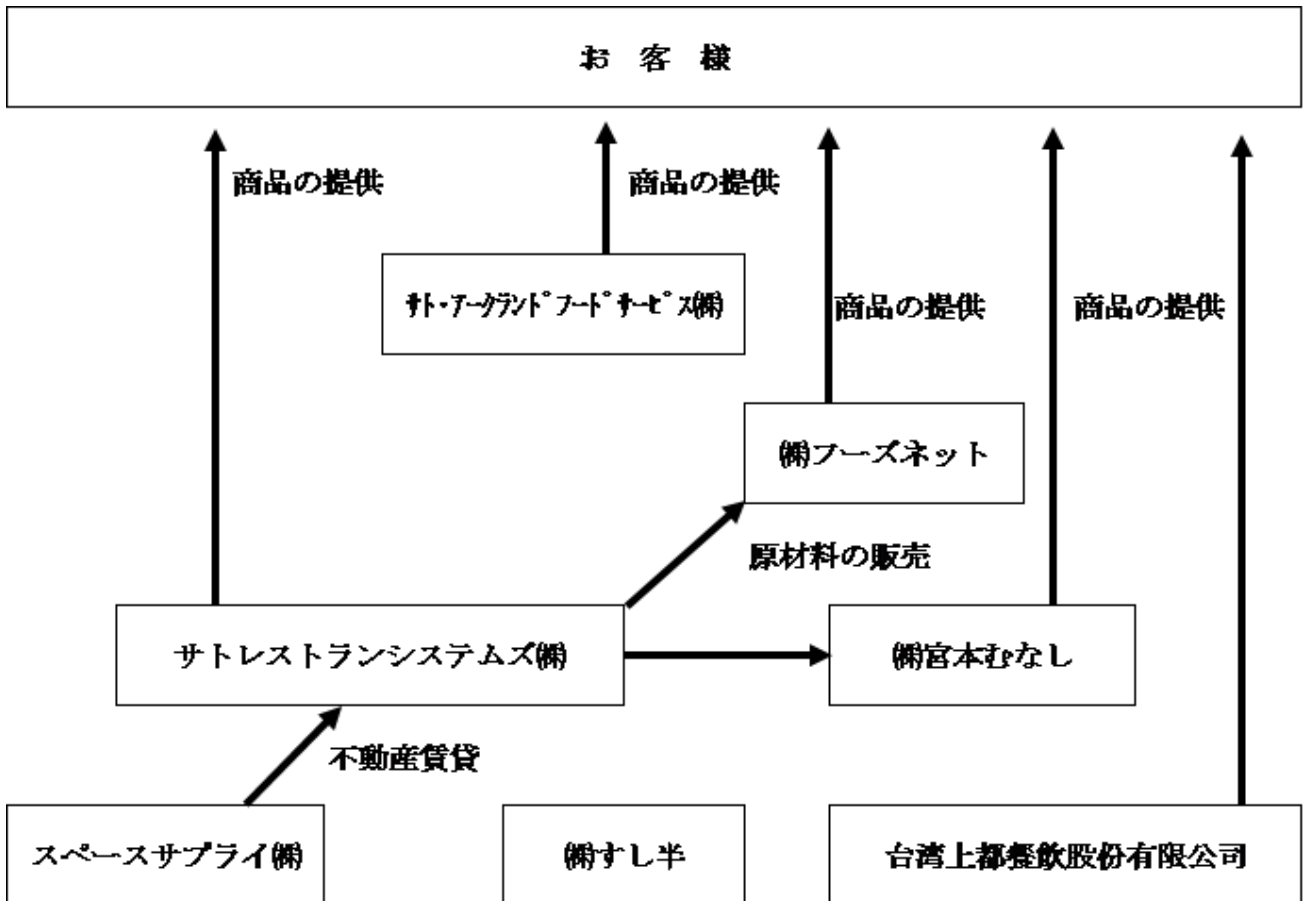 お 客 様
商品の提供
商品の提供
ｻﾄ･ｱｰｸﾗﾝﾄﾞﾌｰﾄﾞｻｰﾋﾞｽ㈱
商品の提供
商品の提供
㈱フーズネット
原材料の販売
サトレストランシステムズ㈱
㈱宮本むなし
不動産賃貸
スペースサプライ㈱
㈱すし半
台湾上都餐飲股份有限公司